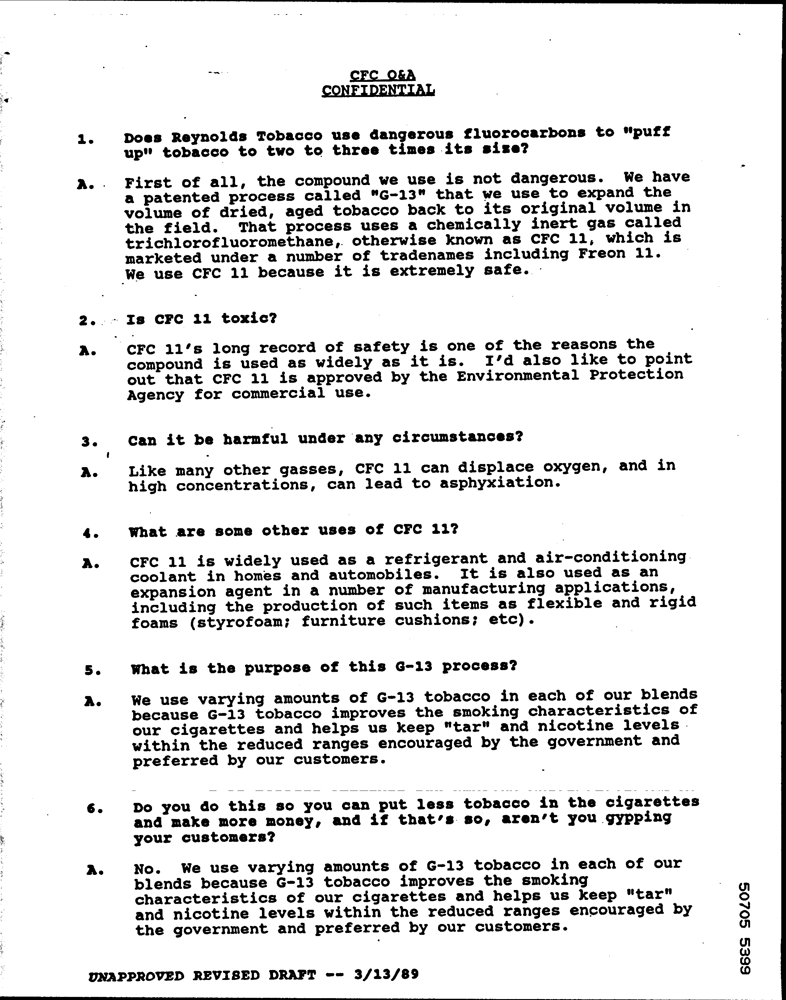 CFC Q&A
CONFIDENTIAL
1. Does Reynolds Tobacco use dangerous fluorocarbons to "puff
up" tobacco to two to three times its size?
A. First of all, the compound we use is not dangerous. We have
a patented process called "G-13" that we use to expand the
volume of dried, aged tobacco back to its original volume in
the field. That process uses a chemically inert gas called
trichlorofluoromethane, otherwise known as CFC 11, which is
marketed under a number of tradenames including Freon 11.
We use CFC 11 because it is extremely safe.
2. Is CFC 11 toxic?
A. CFC 11's long record of safety is one of the reasons the
compound is used as widely as it is. I'd also like to point
out that CFC 11 is approved by the Environmental Protection
Agency for commercial use.
3. Can it be harmful under any circumstances?
A. Like many other gasses, CFC 11 can displace oxygen, and in
high concentrations, can lead to asphyxiation.
4. What are some other uses of CFC 11?
A. CFC 11 is widely used as a refrigerant and air-conditioning
coolant in homes and automobiles. It is also used as an
expansion agent in a number of manufacturing applications,
including the production of such items as flexible and rigid
foams (styrofoam; furniture cushions; etc).
5. What is the purpose of this G-13 process?
A. We use varying amounts of G-13 tobacco in each of our blends
because G-13 tobacco improves the smoking characteristics of
our cigarettes and helps us keep "tar" and nicotine levels
within the reduced ranges encouraged by the government and
preferred by our customers.
6. Do you do this so you can put less tobacco in the cigarettes
and make more money, and if that's so, aren't you gypping
your customers?
A. No. We use varying amounts of G-13 tobacco in each of our
blends because G-13 tobacco improves the smoking
characteristics of our cigarettes and helps us keep "tar"
and nicotine levels within the reduced ranges encouraged by
the government and preferred by our customers.
UNAPPROVED REVISED DRAFT -- 3/13/89
50705 5399